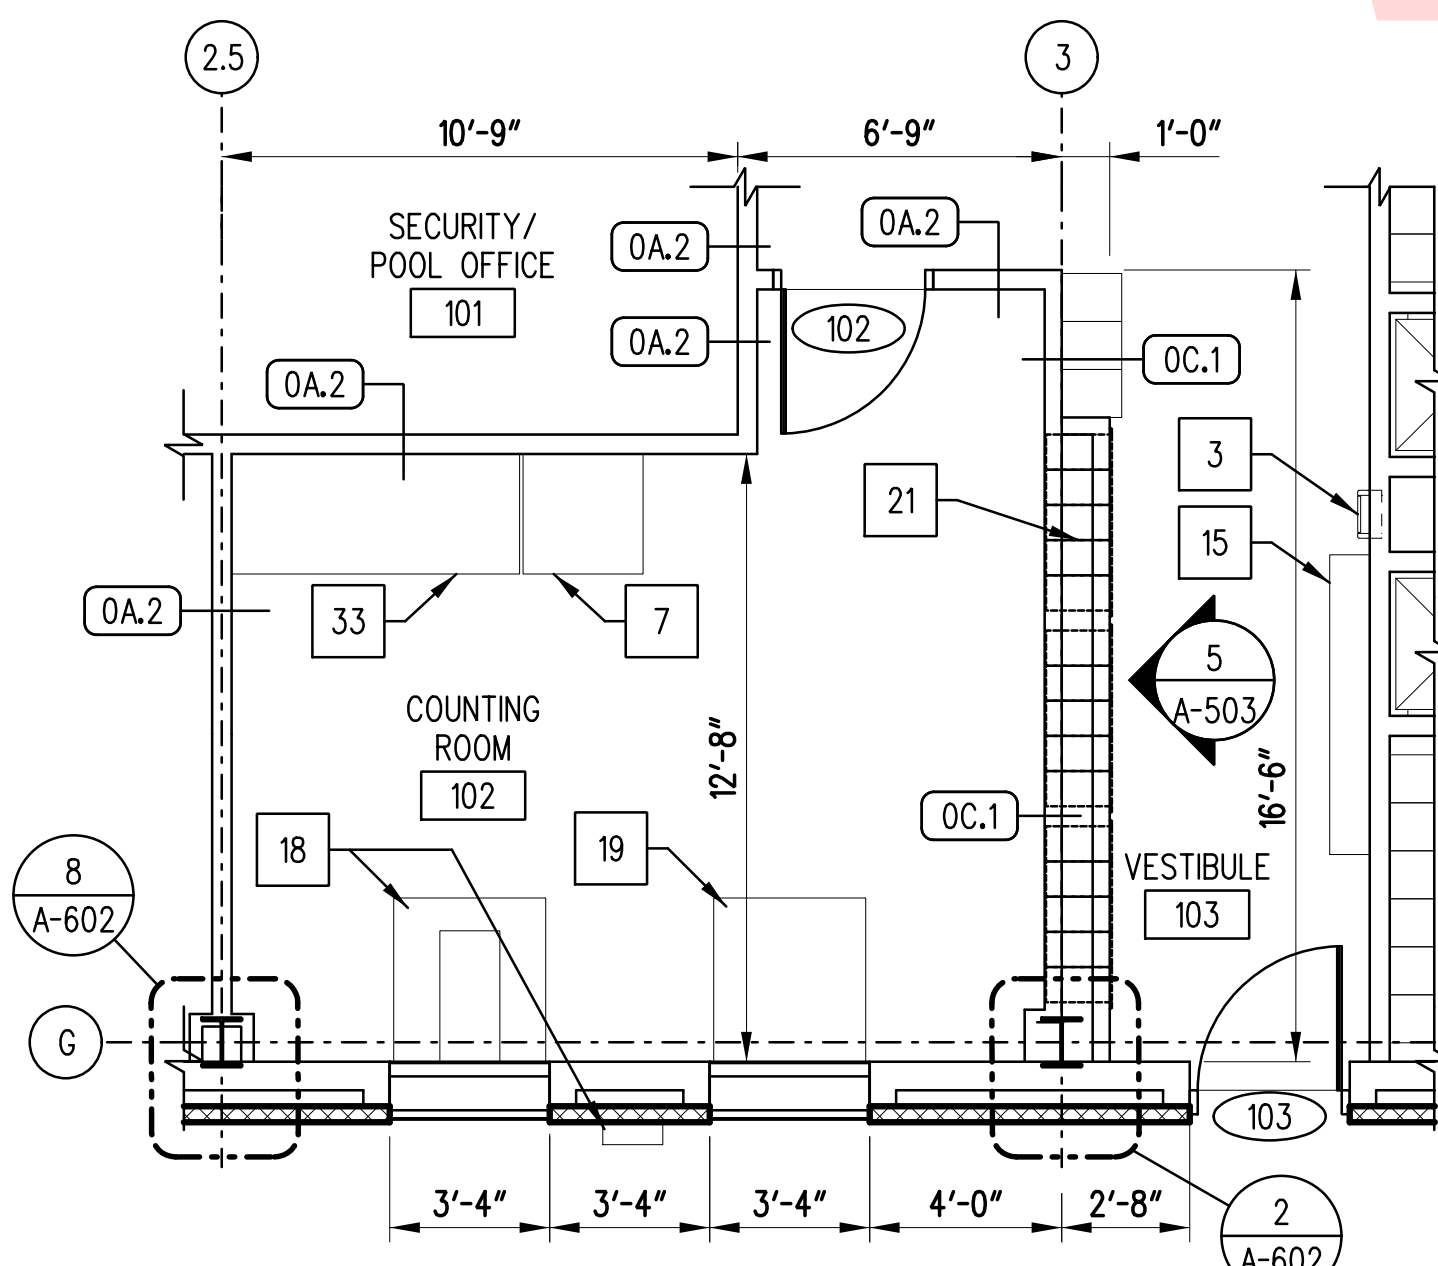 2.5
3
10'-9"
6'-9"
1'-0"
SECURITY/
POOL OFFICE
101
0A.2
0A.2
0A.2
102
0C.1
0A.2
3
21
15
0A.2
33
7
5
A-503
COUNTING
ROOM
102
12'-8"
16'-6"
0C.1
18
19
VESTIBULE
103
8
A-602
G
103
3'-4"
3'-4"
3'-4"
4'-0"
2'-8"
2
A-602